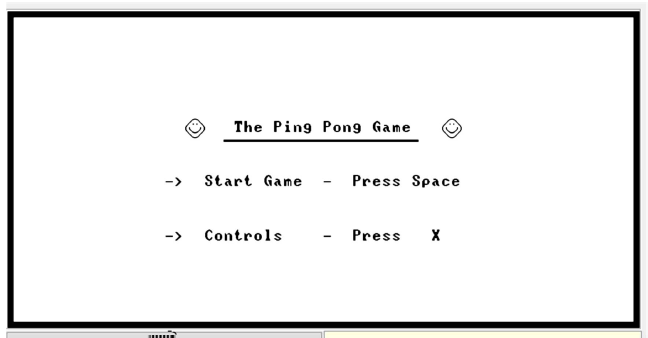 The Ping Pong Game
-> Start Game - Press Space
-> Controls - Press X